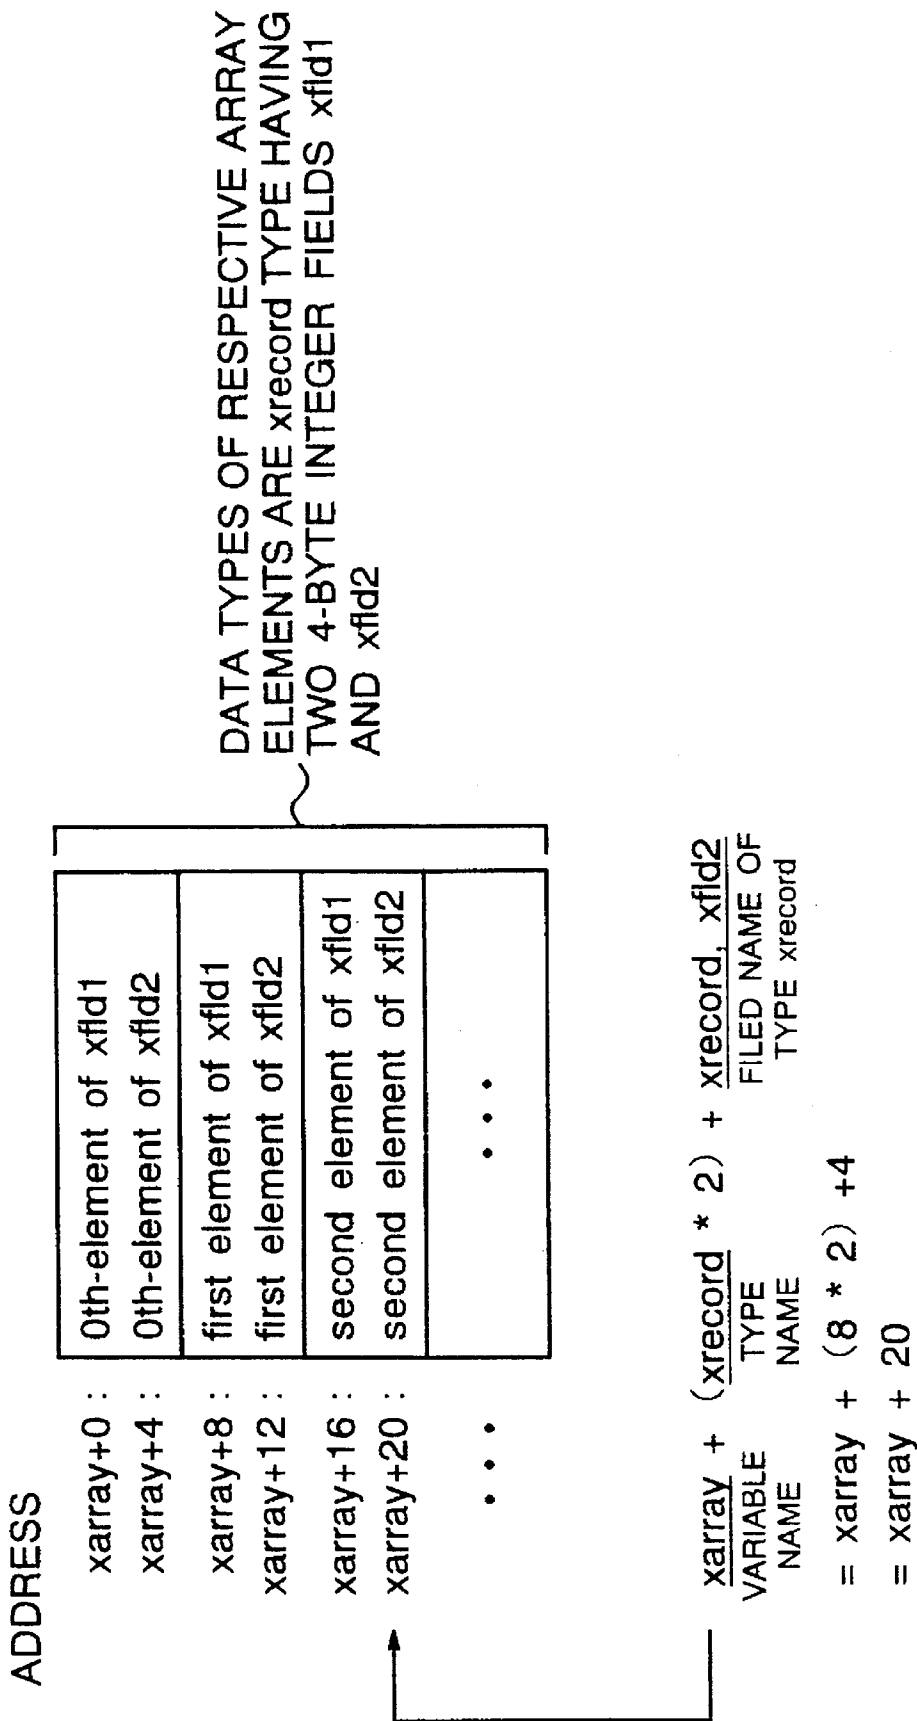 ADDRESS
xarray+0 : 0th-element of xfld1
xarray+4 : 0th-element of xfld2
xarray+8 : first element of xfld1
xarray+12 : first element of xfld2
xarray+16 : second element of xfld1
xarray+20 : second element of xfld2
DATA TYPES OF RESPECTIVE ARRAY
ELEMENTS ARE xrecord TYPE HAVING
TWO 4-BYTE INTEGER FIELDS xfld1
AND xfld2
xarray + (xrecord * 2) + xrecord, xfld2
VARIABLE NAME
TYPE NAME
FILED NAME OF
TYPE xrecord
= xarray + (8 * 2) +4
= xarray + 20